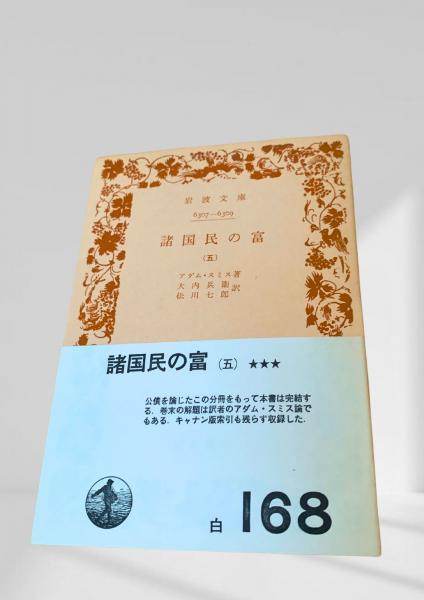 岩波文庫
6307—6309
諸国民の富
(五)
アダム・スミス著
大内兵衛
松川七郎
訳
諸国民の富(五)★★★
公債を論じたこの分冊をもって本書は完結す
る．巻末の解題は訳者のアダム・スミス論で
もある．キャナン版索引も残らず収録した．
白 168